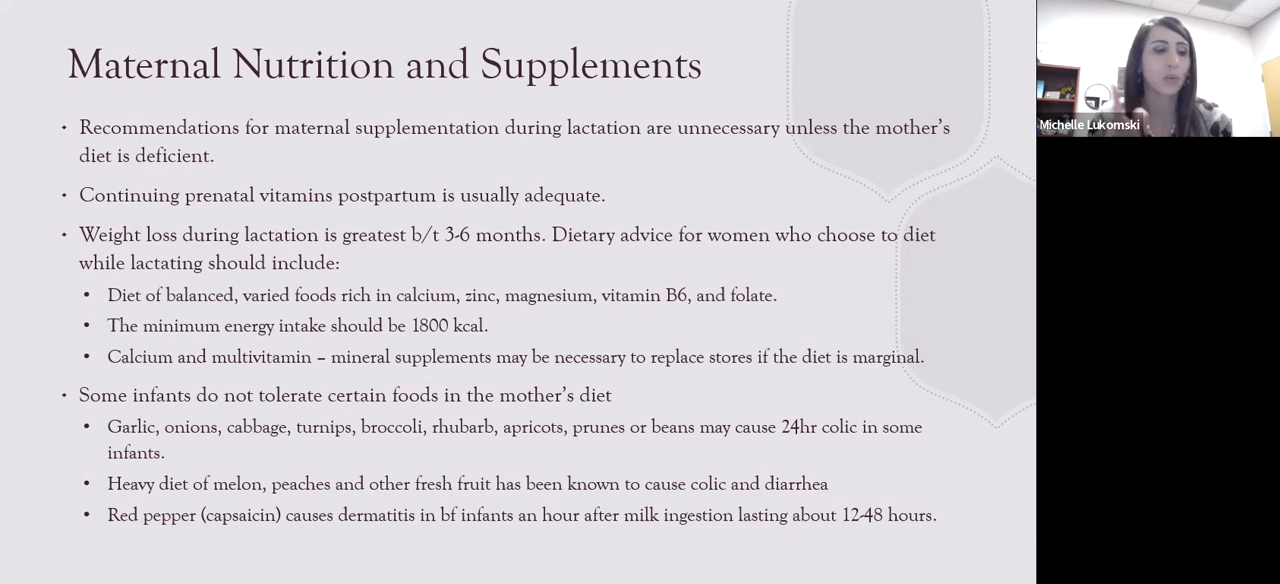 Maternal Nutrition and Supplements
Michelle Lukomski
Recommendations for maternal supplementation during lactation are unnecessary unless the mother's
diet is deficient.
Continuing prenatal vitamins postpartum is usually adequate.
Weight loss during lactation is greatest b/t 3-6 months. Dietary advice for women who choose to diet
while lactating should include:
Diet of balanced, varied foods rich in calcium, zinc, magnesium, vitamin B6, and folate.
The minimum energy intake should be 1800 kcal.
Calcium and multivitamin – mineral supplements may be necessary to replace stores if the diet is marginal.
Some infants do not tolerate certain foods in the mother's diet
Garlic, onions, cabbage, turnips, broccoli, rhubarb, apricots, prunes or beans may cause 24hr colic in some
infants.
Heavy diet of melon, peaches and other fresh fruit has been known to cause colic and diarrhea
Red pepper (capsaicin) causes dermatitis in bf infants an hour after milk ingestion lasting about 12-48 hours.